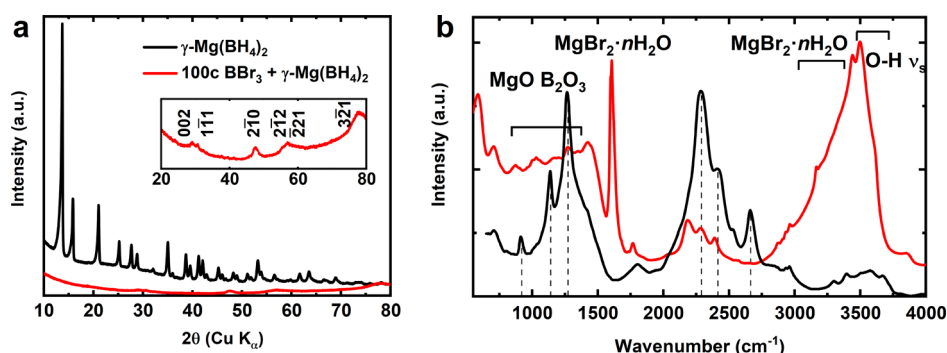 a
γ-Mg(BH₄)₂
100c BBr₃ + γ-Mg(BH₄)₂
002
1̄11
2̄10
2̄12
2̄21
3̄21
20 40 60 80
Intensity (a.u.)
10 20 30 40 50 60 70 80
2θ (Cu Kα)
b
MgBr₂·nH₂O
MgBr₂·nH₂O
O-H νs
MgO B₂O₃
Intensity (a.u.)
1000 1500 2000 2500 3000 3500 4000
Wavenumber (cm⁻¹)